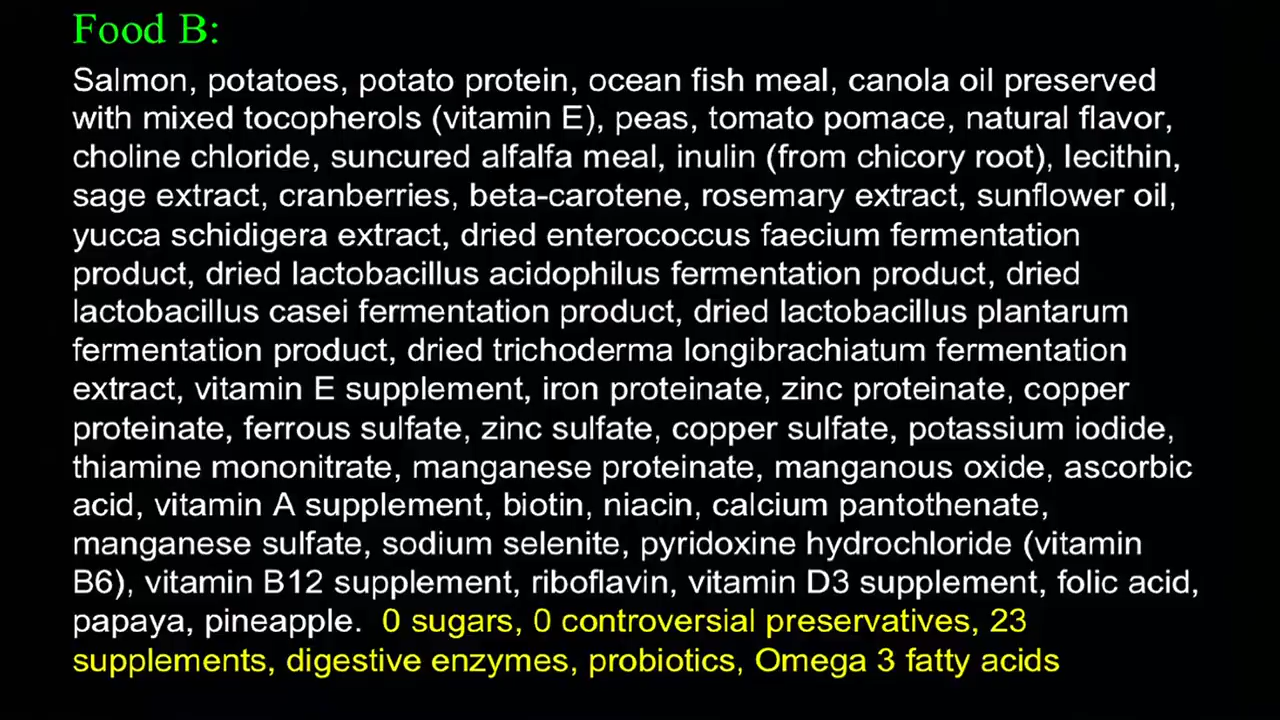 Food B:
Salmon, potatoes, potato protein, ocean fish meal, canola oil preserved
with mixed tocopherols (vitamin E), peas, tomato pomace, natural flavor,
choline chloride, suncured alfalfa meal, inulin (from chicory root), lecithin,
sage extract, cranberries, beta-carotene, rosemary extract, sunflower oil,
yucca schidigera extract, dried enterococcus faecium fermentation
product, dried lactobacillus acidophilus fermentation product, dried
lactobacillus casei fermentation product, dried lactobacillus plantarum
fermentation product, dried trichoderma longibrachiatum fermentation
extract, vitamin E supplement, iron proteinate, zinc proteinate, copper
proteinate, ferrous sulfate, zinc sulfate, copper sulfate, potassium iodide,
thiamine mononitrate, manganese proteinate, manganous oxide, ascorbic
acid, vitamin A supplement, biotin, niacin, calcium pantothenate,
manganese sulfate, sodium selenite, pyridoxine hydrochloride (vitamin
B6), vitamin B12 supplement, riboflavin, vitamin D3 supplement, folic acid,
papaya, pineapple. 0 sugars, 0 controversial preservatives, 23
supplements, digestive enzymes, probiotics, Omega 3 fatty acids